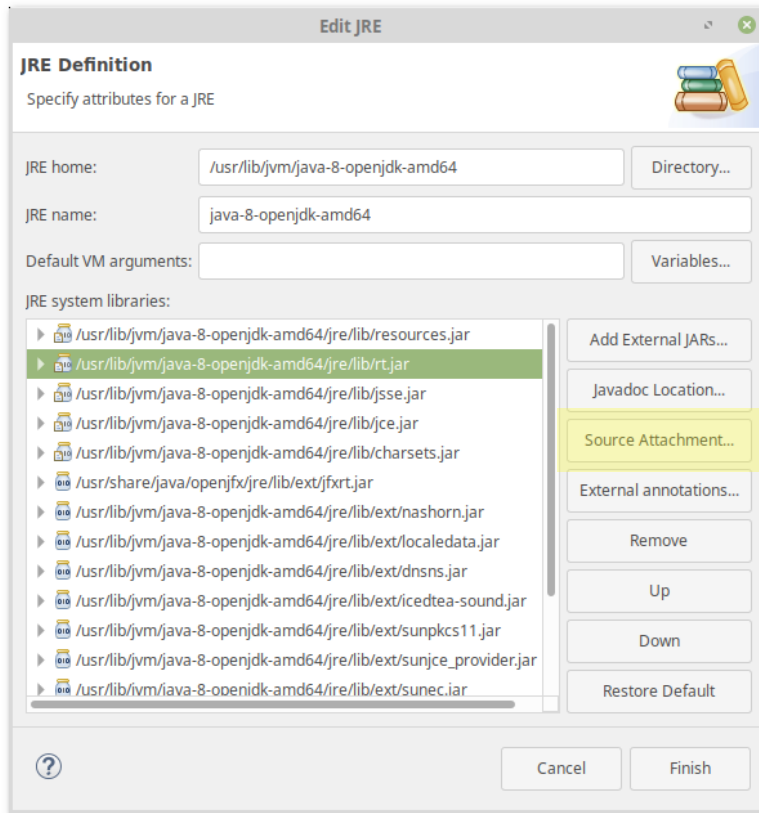 Edit JRE
JRE Definition
Specify attributes for a JRE
JRE home:
/usr/lib/jvm/java-8-openjdk-amd64
Directory...
JRE name:
java-8-openjdk-amd64
Default VM arguments:
Variables...
JRE system libraries:
/usr/lib/jvm/java-8-openjdk-amd64/jre/lib/resources.jar
/usr/lib/jvm/java-8-openjdk-amd64/jre/lib/rt.jar
/usr/lib/jvm/java-8-openjdk-amd64/jre/lib/jsse.jar
/usr/lib/jvm/java-8-openjdk-amd64/jre/lib/jce.jar
/usr/lib/jvm/java-8-openjdk-amd64/jre/lib/charsets.jar
/usr/share/java/openjfx/jre/lib/ext/jfxrt.jar
/usr/lib/jvm/java-8-openjdk-amd64/jre/lib/ext/nashorn.jar
/usr/lib/jvm/java-8-openjdk-amd64/jre/lib/ext/localedata.jar
/usr/lib/jvm/java-8-openjdk-amd64/jre/lib/ext/dnsns.jar
/usr/lib/jvm/java-8-openjdk-amd64/jre/lib/ext/icedtea-sound.jar
/usr/lib/jvm/java-8-openjdk-amd64/jre/lib/ext/sunpkcs11.jar
/usr/lib/jvm/java-8-openjdk-amd64/jre/lib/ext/sunjce_provider.jar
/usr/lib/jvm/java-8-openjdk-amd64/jre/lib/ext/sunec.jar
Add External JARs...
Javadoc Location...
Source Attachment...
External annotations...
Remove
Up
Down
Restore Default
?
Cancel
Finish